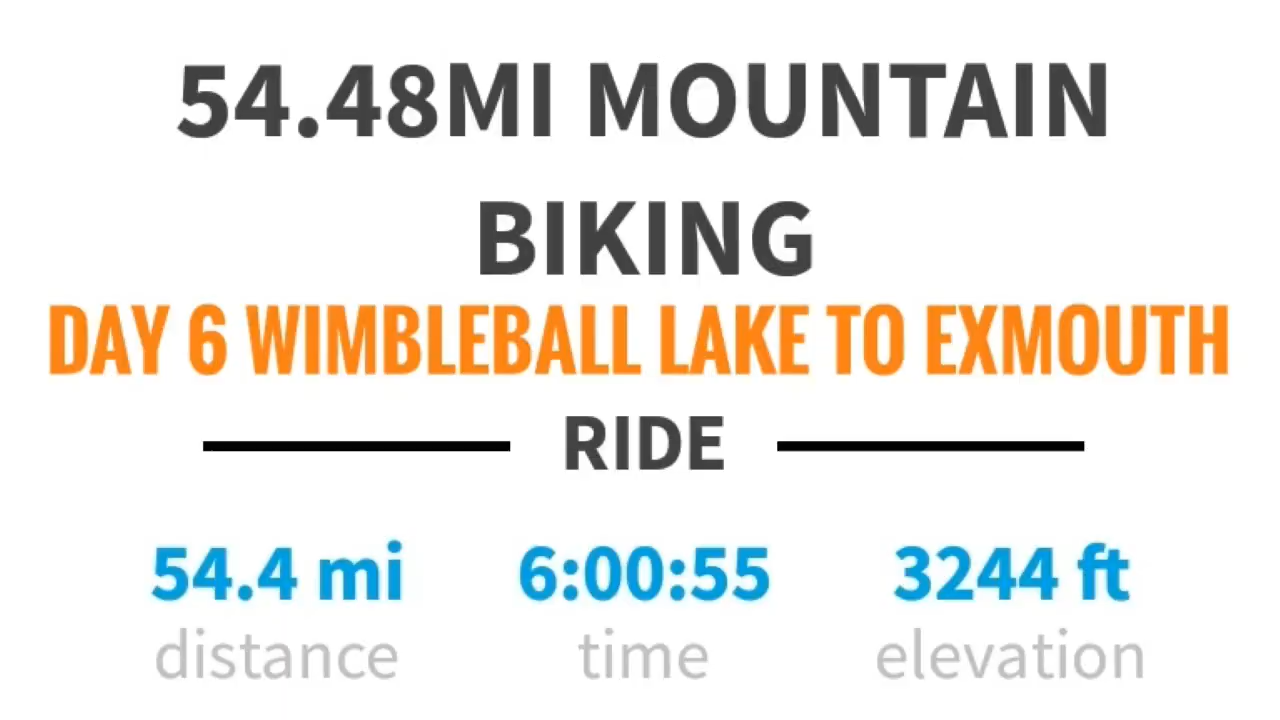 54.48MI MOUNTAIN
BIKING
DAY 6 WIMBLEBALL LAKE TO EXMOUTH
RIDE
54.4 mi 6:00:55 3244 ft
distance time elevation